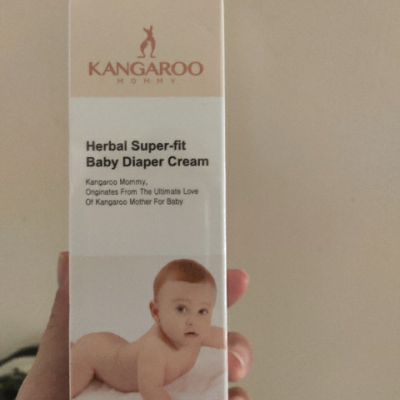 KANGAROO
MOMMY
Herbal Super-fit
Baby Diaper Cream
Kangaroo Mommy,
Originates From The Ultimate Love
Of Kangaroo Mother For Baby